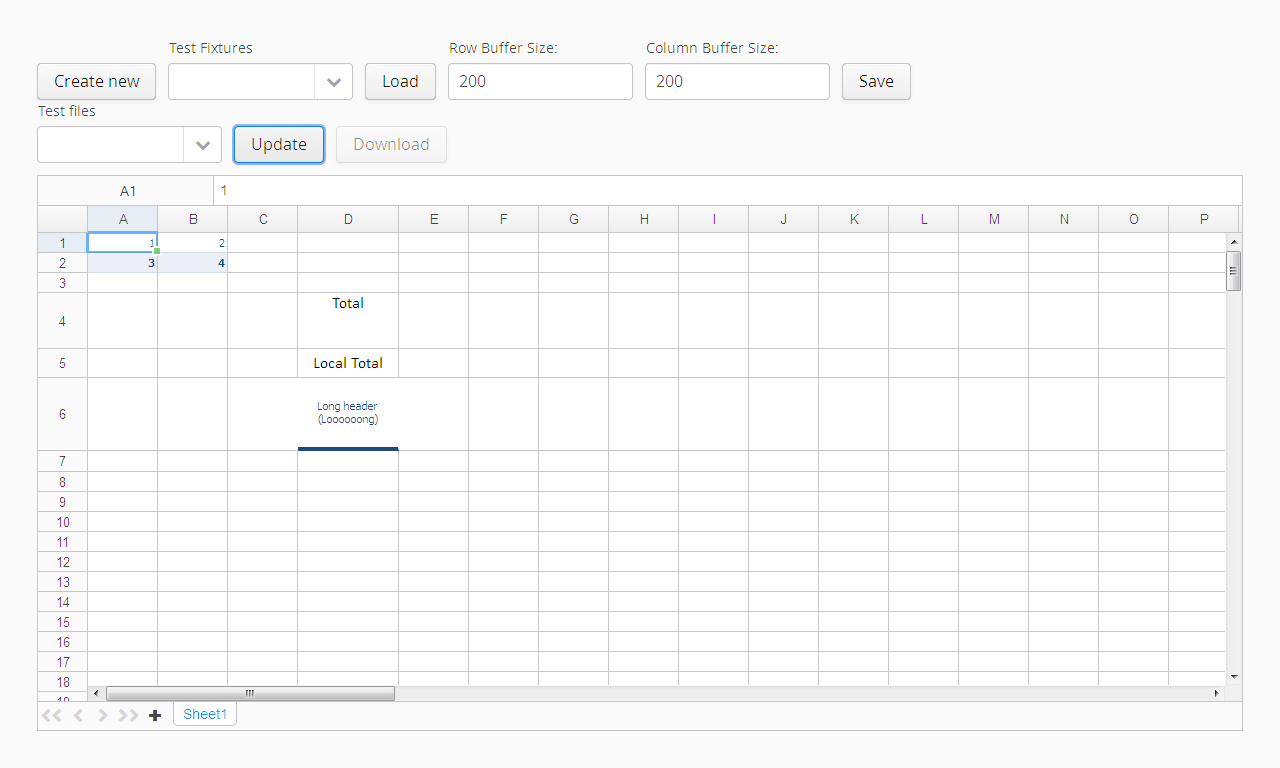 Test Fixtures Row Buffer Size: Column Buffer Size:
Create new Load 200 200 Save
Test files
Update Download
A1 1
A B C D E F G H I J K L M N O P
1 1 2
2 3 4
3
4 Total
5 Local Total
6 Long header
(Loooooong)
7
8
9
10
11
12
13
14
15
16
17
18
19
Sheet1